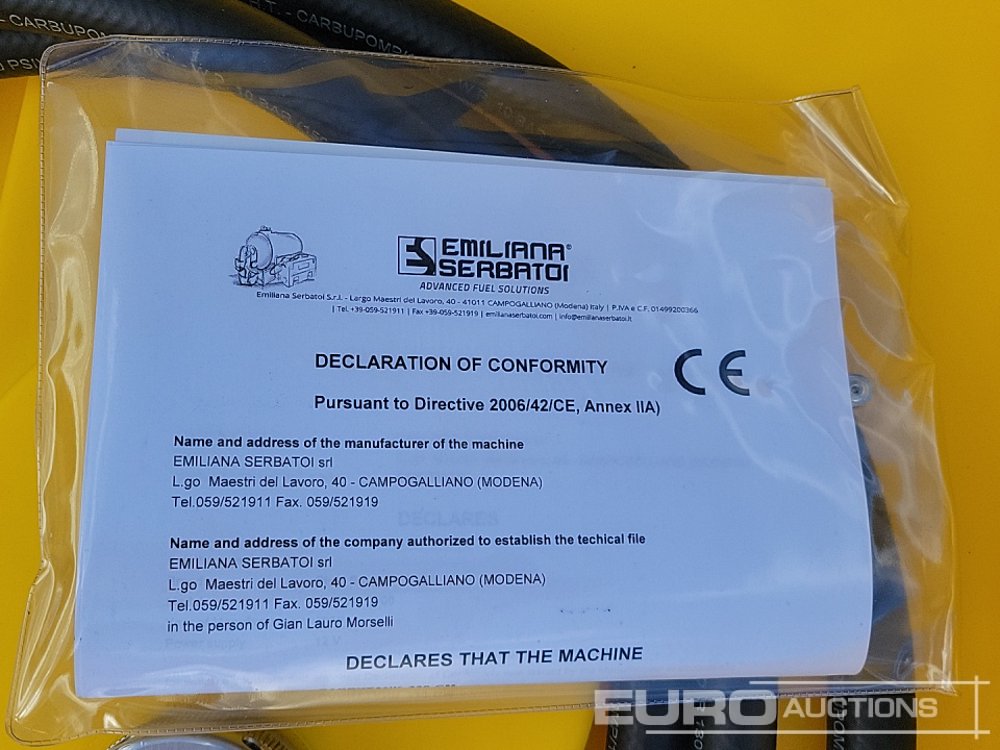 CARBUPOMP
H.T. - CARBUPOMP
PSI
EMILIANA®
SERBATOI
ADVANCED FUEL SOLUTIONS
Emiliana Serbatoi S.r.l. - Largo Maestri del Lavoro, 40 - 41011 CAMPOGALLIANO (Modena) Italy | P.IVA e C.F. 01499200366
| Tel. +39-059-521911 | Fax +39-059-521919 | emilianaserbatoi.com | info@emilianaserbatoi.it
DECLARATION OF CONFORMITY
CE
Pursuant to Directive 2006/42/CE, Annex IIA)
Name and address of the manufacturer of the machine
EMILIANA SERBATOI srl
L.go Maestri del Lavoro, 40 - CAMPOGALLIANO (MODENA)
Tel.059/521911 Fax. 059/521919
DECLARES
Name and address of the company authorized to establish the techical file
EMILIANA SERBATOI srl
L.go Maestri del Lavoro, 40 - CAMPOGALLIANO (MODENA)
Tel.059/521911 Fax. 059/521919
in the person of Gian Lauro Morselli
DECLARES THAT THE MACHINE
EURO AUCTIONS